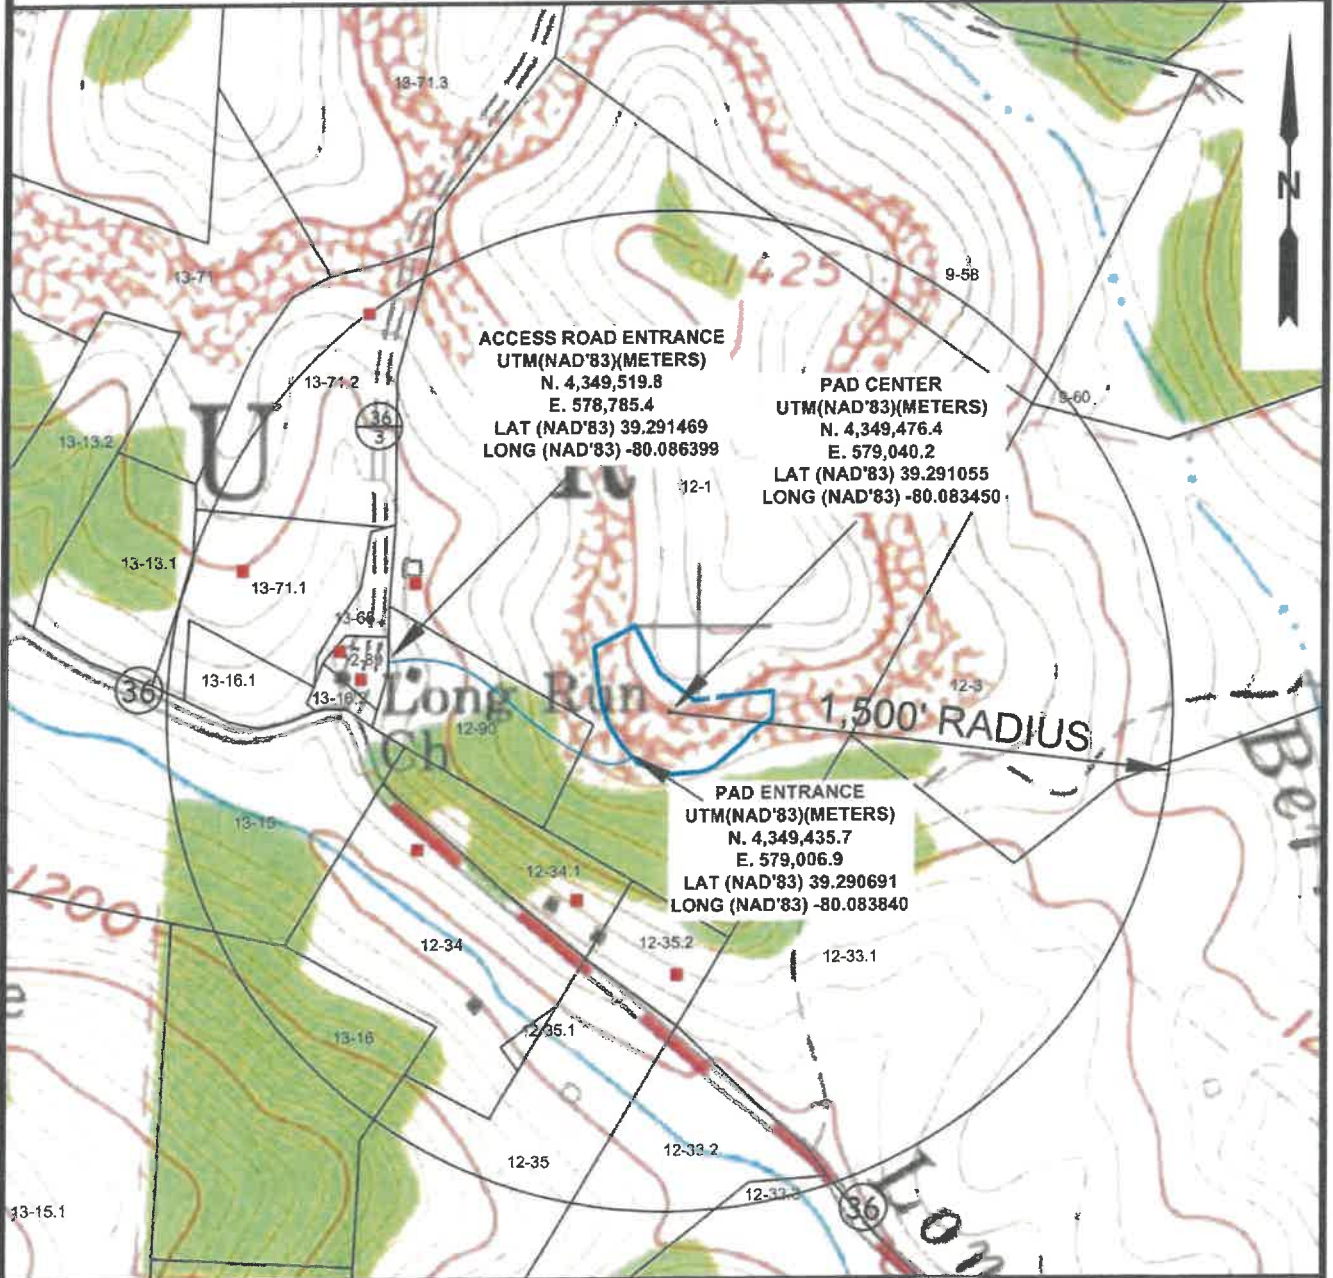 13-71.3
N
13-71
1425
9-58
ACCESS ROAD ENTRANCE
UTM(NAD'83)(METERS)
N. 4,349,519.8
E. 578,785.4
LAT (NAD'83) 39.291469
LONG (NAD'83) -80.086399
PAD CENTER
UTM(NAD'83)(METERS)
N. 4,349,476.4
E. 579,040.2
LAT (NAD'83) 39.291055
LONG (NAD'83) -80.083450
13-71.2
9-60
36
3
13-13.2
U
R
12-1
13-13.1
13-71.1
13-16.1
36
Long Run
Ch
12-90
12-3
1,500' RADIUS
Ber
PAD ENTRANCE
UTM(NAD'83)(METERS)
N. 4,349,435.7
E. 579,006.9
LAT (NAD'83) 39.290691
LONG (NAD'83) -80.083840
13-15
1200
12-34.1
12-34
12-35.2
12-33.1
e
13-16
12-35.1
12-35
12-33.2
36
13-15.1
Lon